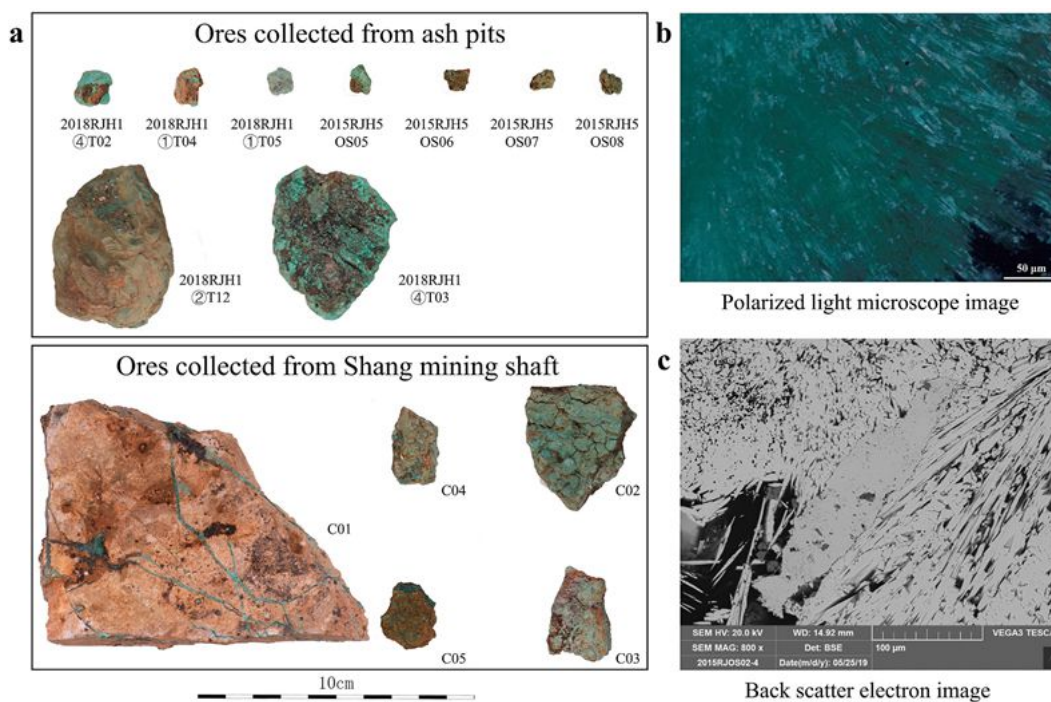 a
Ores collected from ash pits
2018RJH1
④T02
2018RJH1
①T04
2018RJH1
①T05
2015RJH5
OS05
2015RJH5
OS06
2015RJH5
OS07
2015RJH5
OS08
2018RJH1
②T12
2018RJH1
④T03
Ores collected from Shang mining shaft
C01
C04
C02
C05
C03
10cm
b
50 µm
Polarized light microscope image
c
SEM HV: 20.0 kV
WD: 14.92 mm
VEGA3 TESCA
SEM MAG: 800 x
Det: BSE
100 µm
2015RJOS02-4
Date(m/d/y): 05/25/19
Back scatter electron image